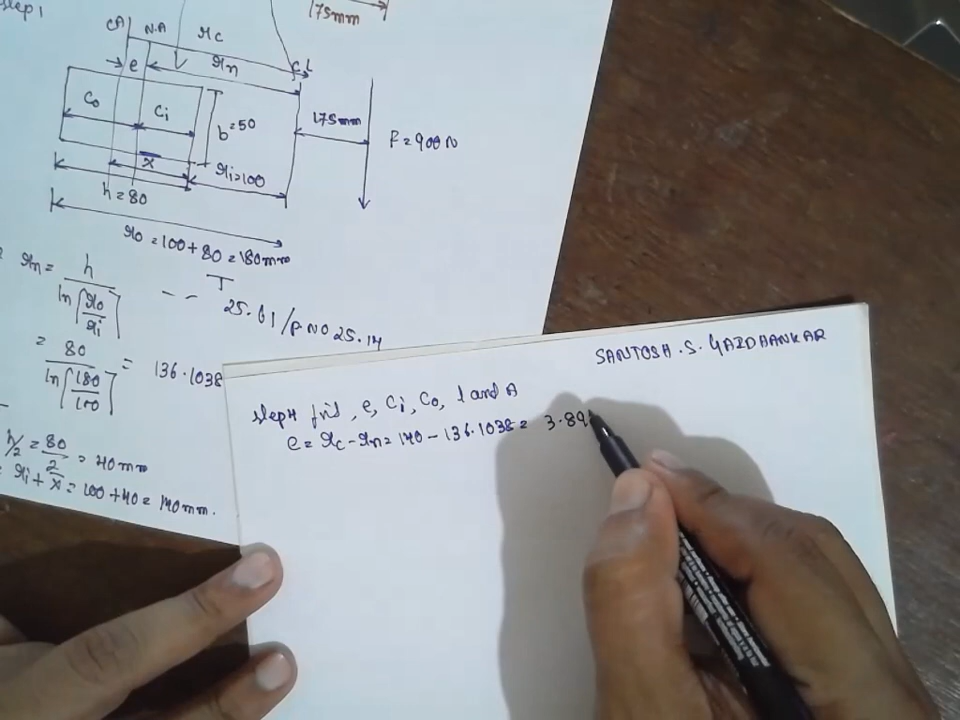 step 1
175mm
CA N.A
rc
e
rn
CL
Co
Ci
b=50
175mm
F=900N
x̄
ri=100
h=80
ro=100+80=180mm
rn= h / ln[ro/ri] -- T 25.61/P NO 25.14
= 80 / ln[180/100] = 136.1038
h/2 = 80/2 = 40mm
= ri + x̄ = 100+40=140mm.
SANTOSH.S.GAIDHANKAR
step4 find, e, Ci, Co, l and A
e= rc-rn=140-136.1038= 3.89